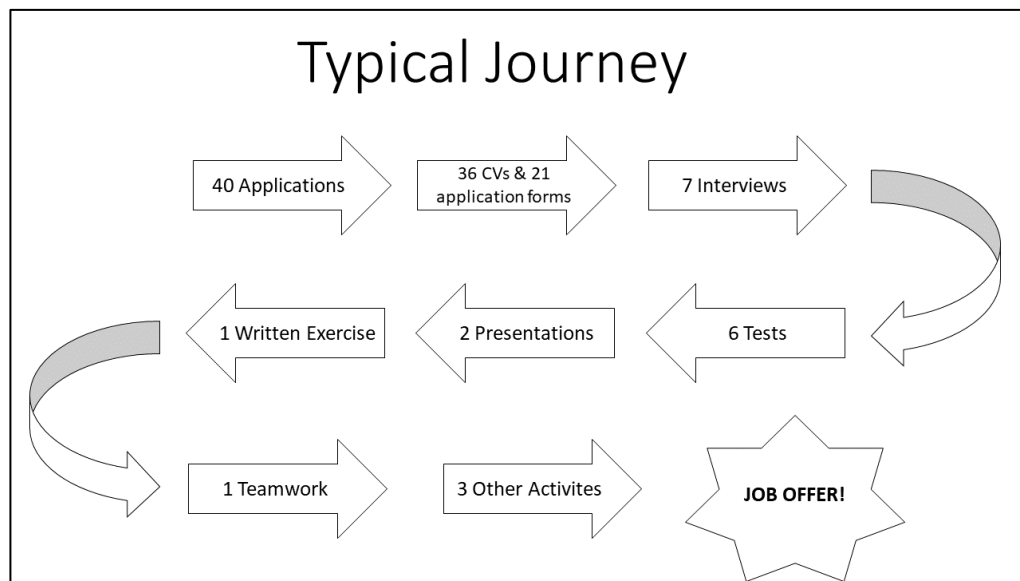 Typical Journey
40 Applications
36 CVs & 21
application forms
7 Interviews
6 Tests
2 Presentations
1 Written Exercise
1 Teamwork
3 Other Activites
JOB OFFER!